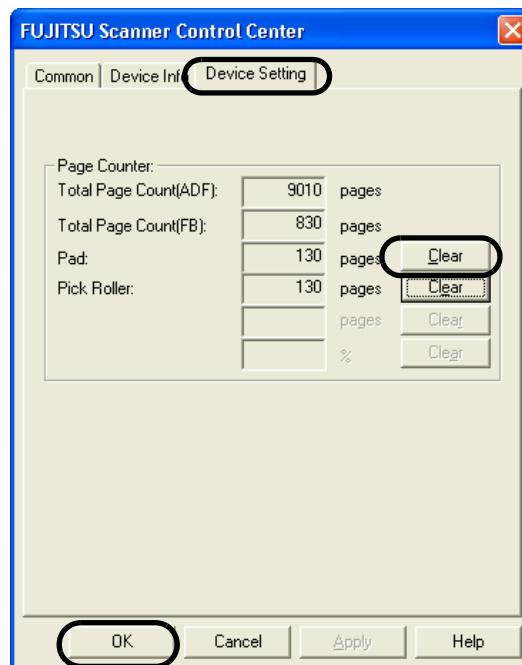 FUJITSU Scanner Control Center
Common Device Info Device Setting
Page Counter:
Total Page Count(ADF): 9010 pages
Total Page Count(FB): 830 pages
Pad: 130 pages Clear
Pick Roller: 130 pages Clear
pages Clear
% Clear
OK Cancel Apply Help